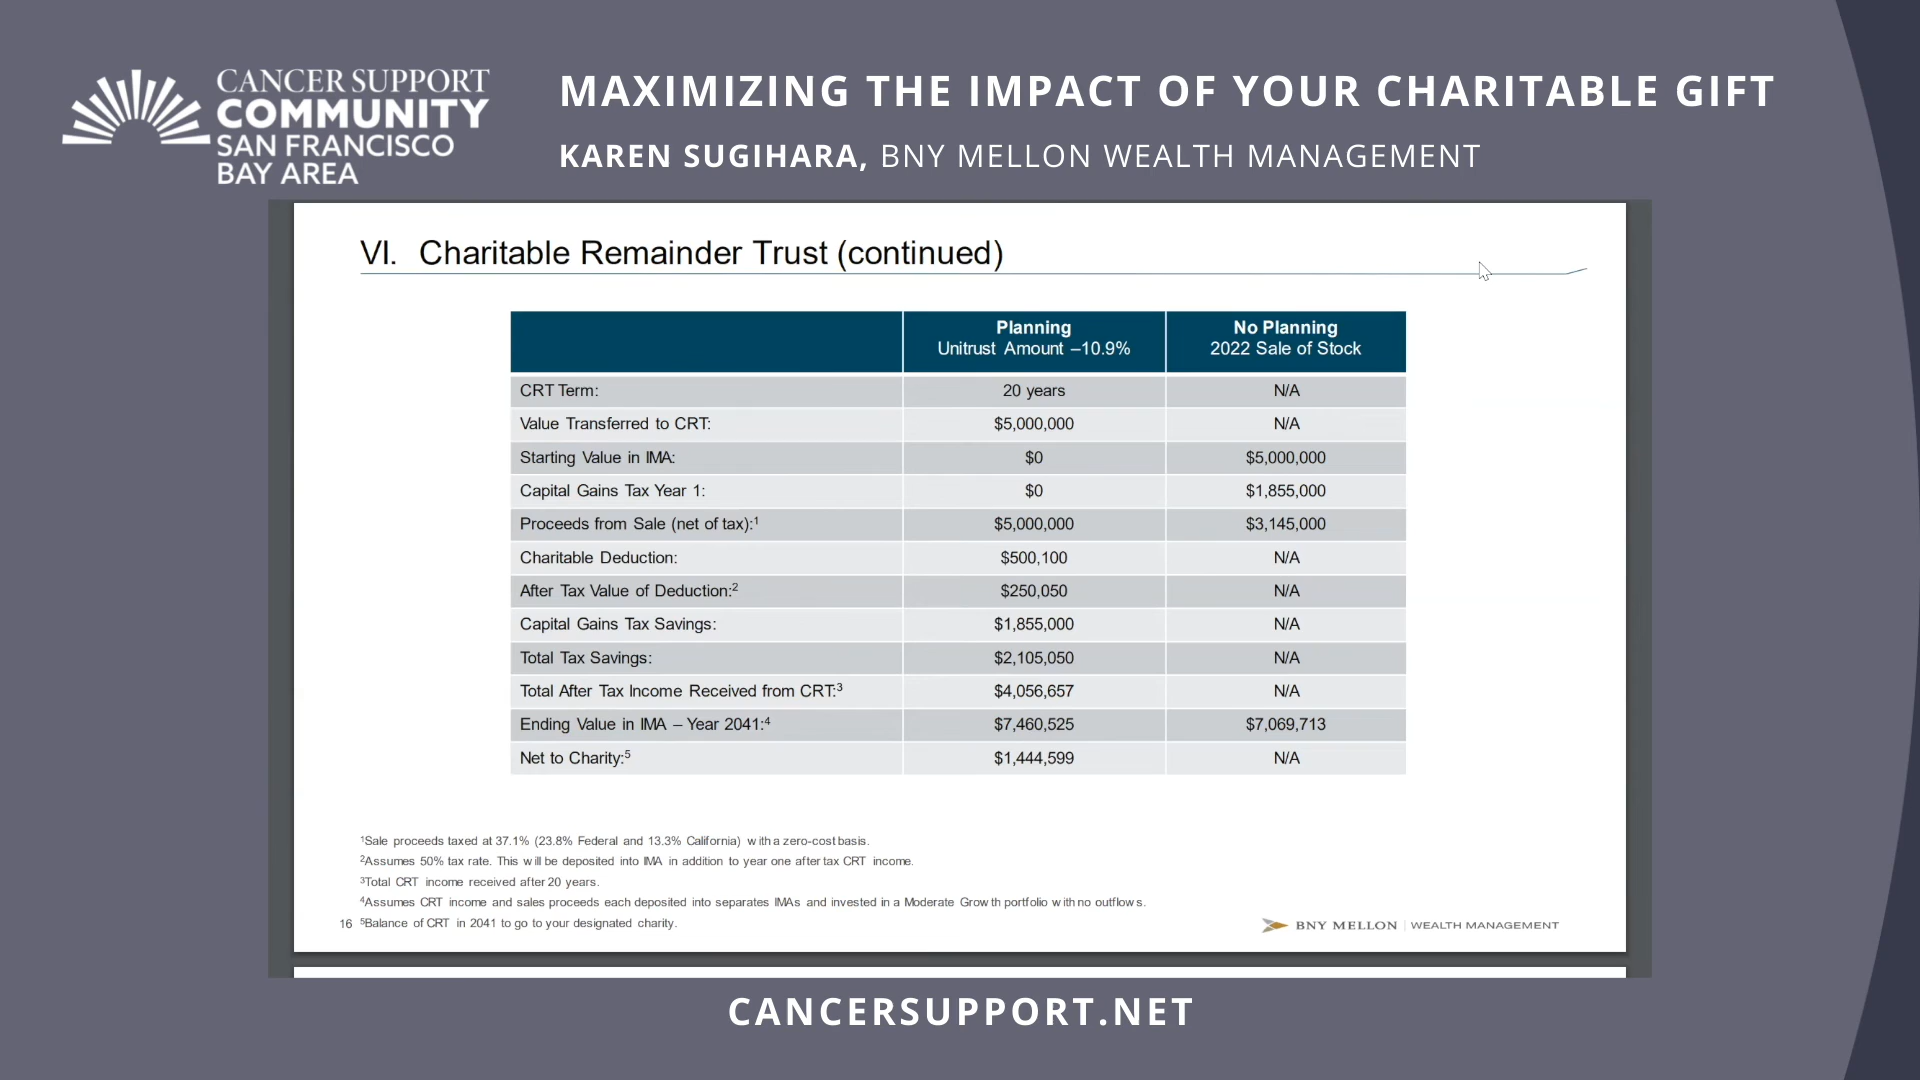 CANCER SUPPORT
COMMUNITY
SAN FRANCISCO
BAY AREA
MAXIMIZING THE IMPACT OF YOUR CHARITABLE GIFT
KAREN SUGIHARA, BNY MELLON WEALTH MANAGEMENT
VI. Charitable Remainder Trust (continued)
Planning No Planning
Unitrust Amount –10.9% 2022 Sale of Stock
CRT Term: 20 years N/A
Value Transferred to CRT: $5,000,000 N/A
Starting Value in IMA: $0 $5,000,000
Capital Gains Tax Year 1: $0 $1,855,000
Proceeds from Sale (net of tax):¹ $5,000,000 $3,145,000
Charitable Deduction: $500,100 N/A
After Tax Value of Deduction:² $250,050 N/A
Capital Gains Tax Savings: $1,855,000 N/A
Total Tax Savings: $2,105,050 N/A
Total After Tax Income Received from CRT:³ $4,056,657 N/A
Ending Value in IMA – Year 2041:⁴ $7,460,525 $7,069,713
Net to Charity:⁵ $1,444,599 N/A
¹Sale proceeds taxed at 37.1% (23.8% Federal and 13.3% California) with a zero-cost basis.
²Assumes 50% tax rate. This will be deposited into IMA in addition to year one after tax CRT income.
³Total CRT income received after 20 years.
⁴Assumes CRT income and sales proceeds each deposited into separates IMAs and invested in a Moderate Growth portfolio with no outflows.
16 ⁵Balance of CRT in 2041 to go to your designated charity.
BNY MELLON | WEALTH MANAGEMENT
CANCERSUPPORT.NET